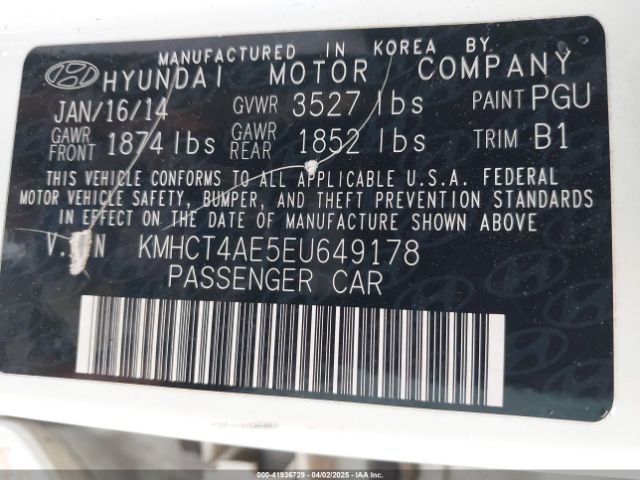 MANUFACTURED IN KOREA BY
HYUNDAI MOTOR COMPANY
JAN/16/14 GVWR 3527 lbs PAINT PGU
GAWR FRONT 1874 lbs GAWR REAR 1852 lbs TRIM B1
THIS VEHICLE CONFORMS TO ALL APPLICABLE U.S.A. FEDERAL
MOTOR VEHICLE SAFETY, BUMPER, AND THEFT PREVENTION STANDARDS
IN EFFECT ON THE DATE OF MANUFACTURE SHOWN ABOVE
V.I.N KMHCT4AE5EU649178
PASSENGER CAR
000-41936729 - 04/02/2025 - IAAI.COM